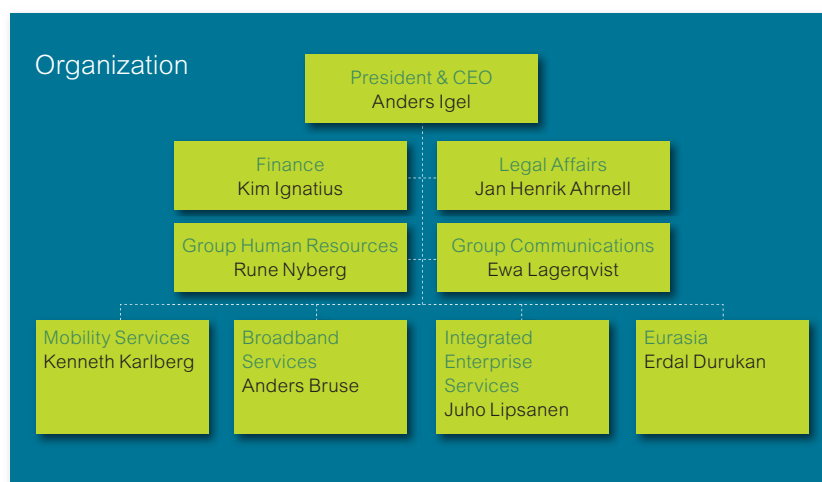 Organization
President & CEO
Anders Igel
Finance
Kim Ignatius
Legal Affairs
Jan Henrik Ahrnell
Group Human Resources
Rune Nyberg
Group Communications
Ewa Lagerqvist
Mobility Services
Kenneth Karlberg
Broadband
Services
Anders Bruse
Integrated
Enterprise
Services
Juho Lipsanen
Eurasia
Erdal Durukan